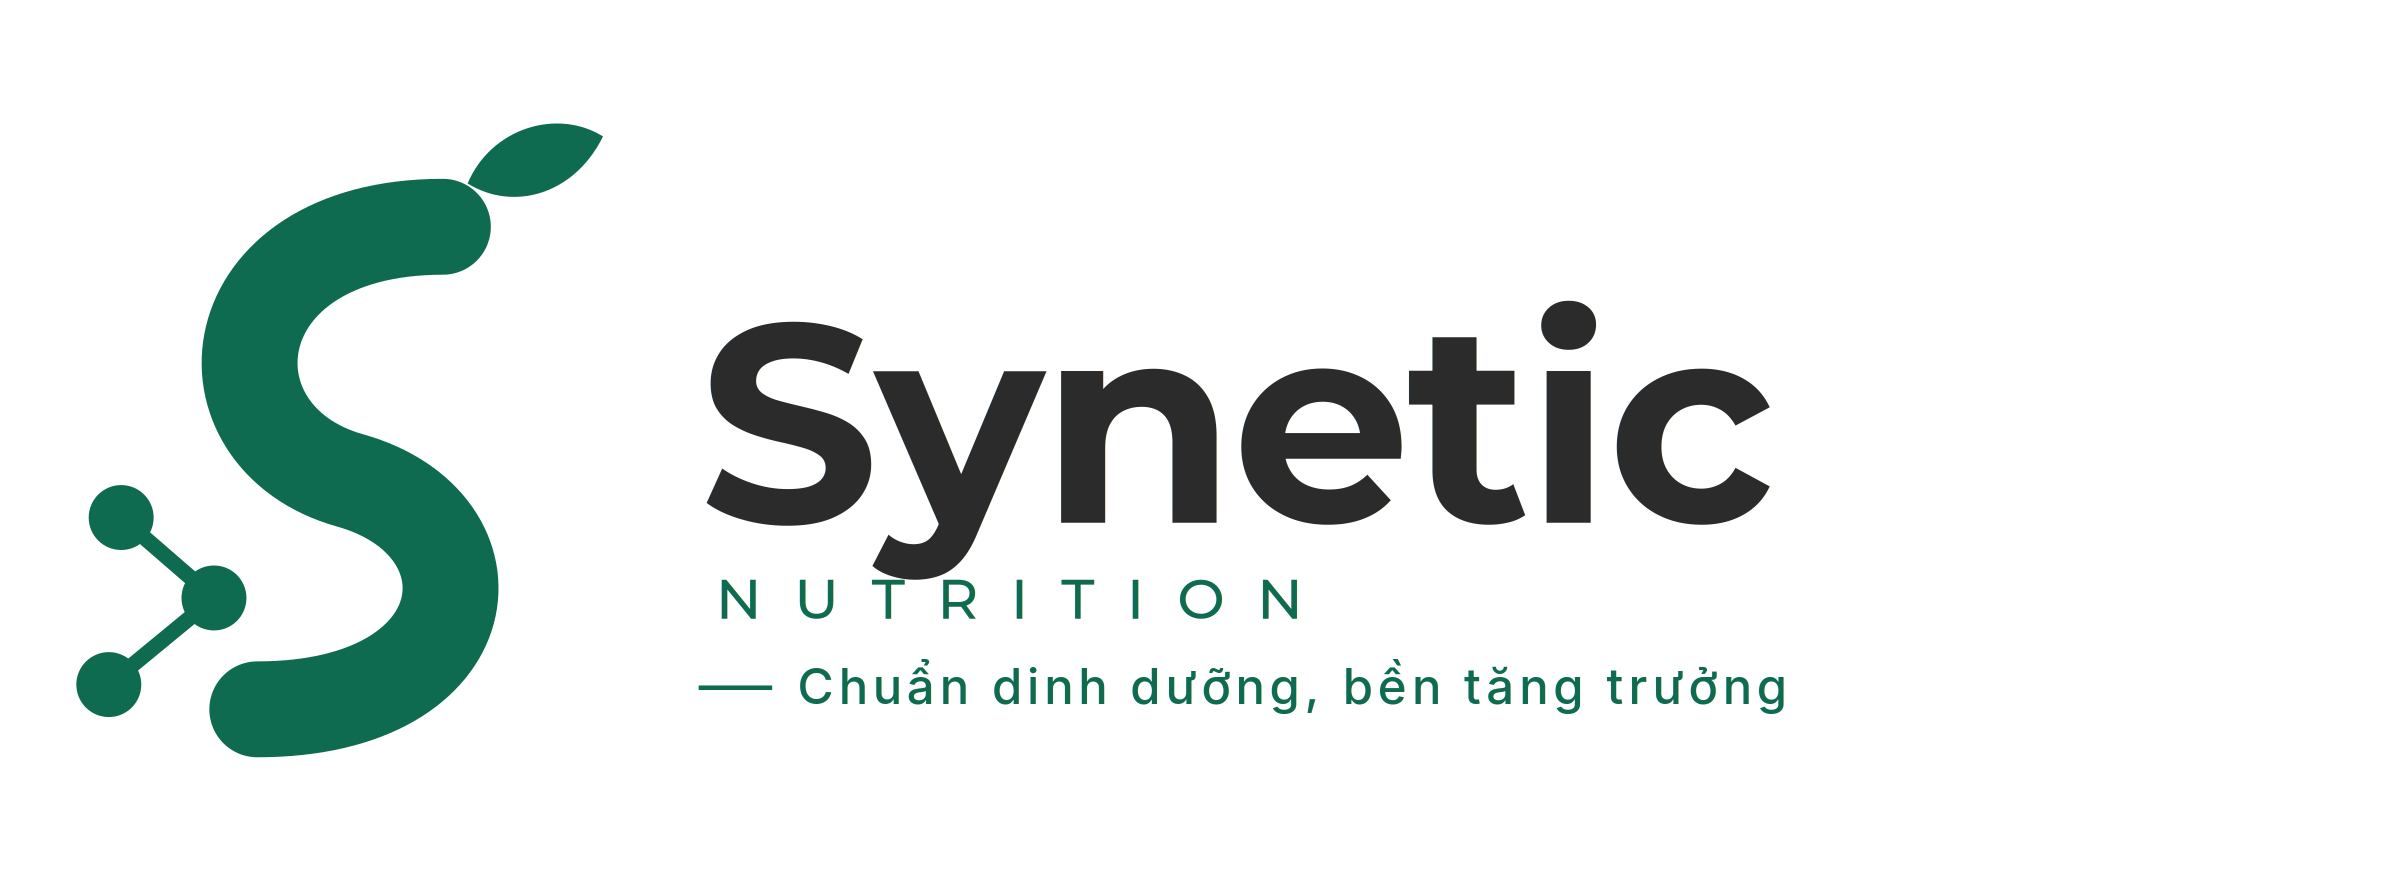 Synetic
NUTRITION
— Chuẩn dinh dưỡng, bền tăng trưởng